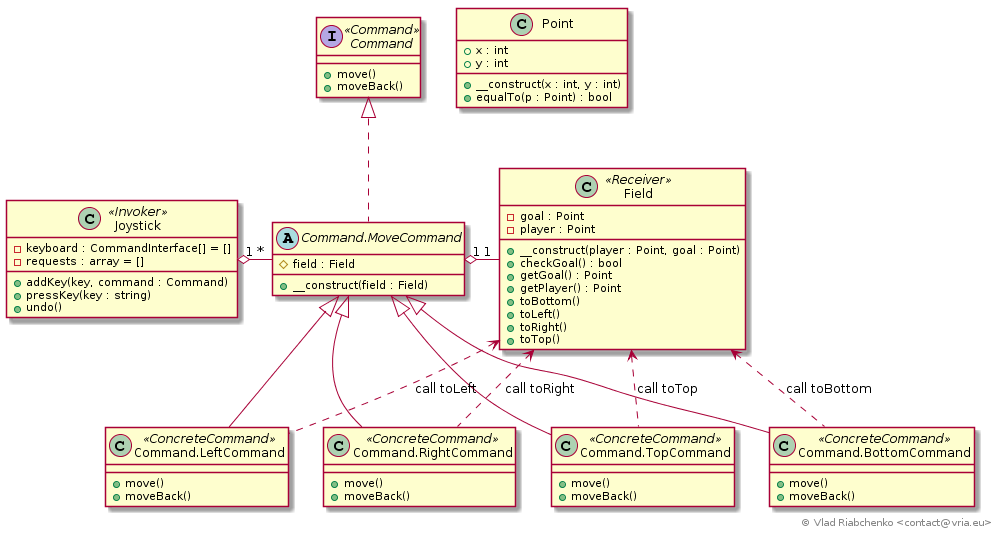 I
«Command»
Command
move()
moveBack()
C
Point
x : int
y : int
__construct(x : int, y : int)
equalTo(p : Point) : bool
C
«Invoker»
Joystick
keyboard : CommandInterface[] = []
requests : array = []
addKey(key, command : Command)
pressKey(key : string)
undo()
1 *
A
Command.MoveCommand
field : Field
__construct(field : Field)
1 1
C
«Receiver»
Field
goal : Point
player : Point
__construct(player : Point, goal : Point)
checkGoal() : bool
getGoal() : Point
getPlayer() : Point
toBottom()
toLeft()
toRight()
toTop()
call toLeft
call toRight
call toTop
call toBottom
C
«ConcreteCommand»
Command.LeftCommand
move()
moveBack()
C
«ConcreteCommand»
Command.RightCommand
move()
moveBack()
C
«ConcreteCommand»
Command.TopCommand
move()
moveBack()
C
«ConcreteCommand»
Command.BottomCommand
move()
moveBack()
© Vlad Riabchenko <contact@vria.eu>